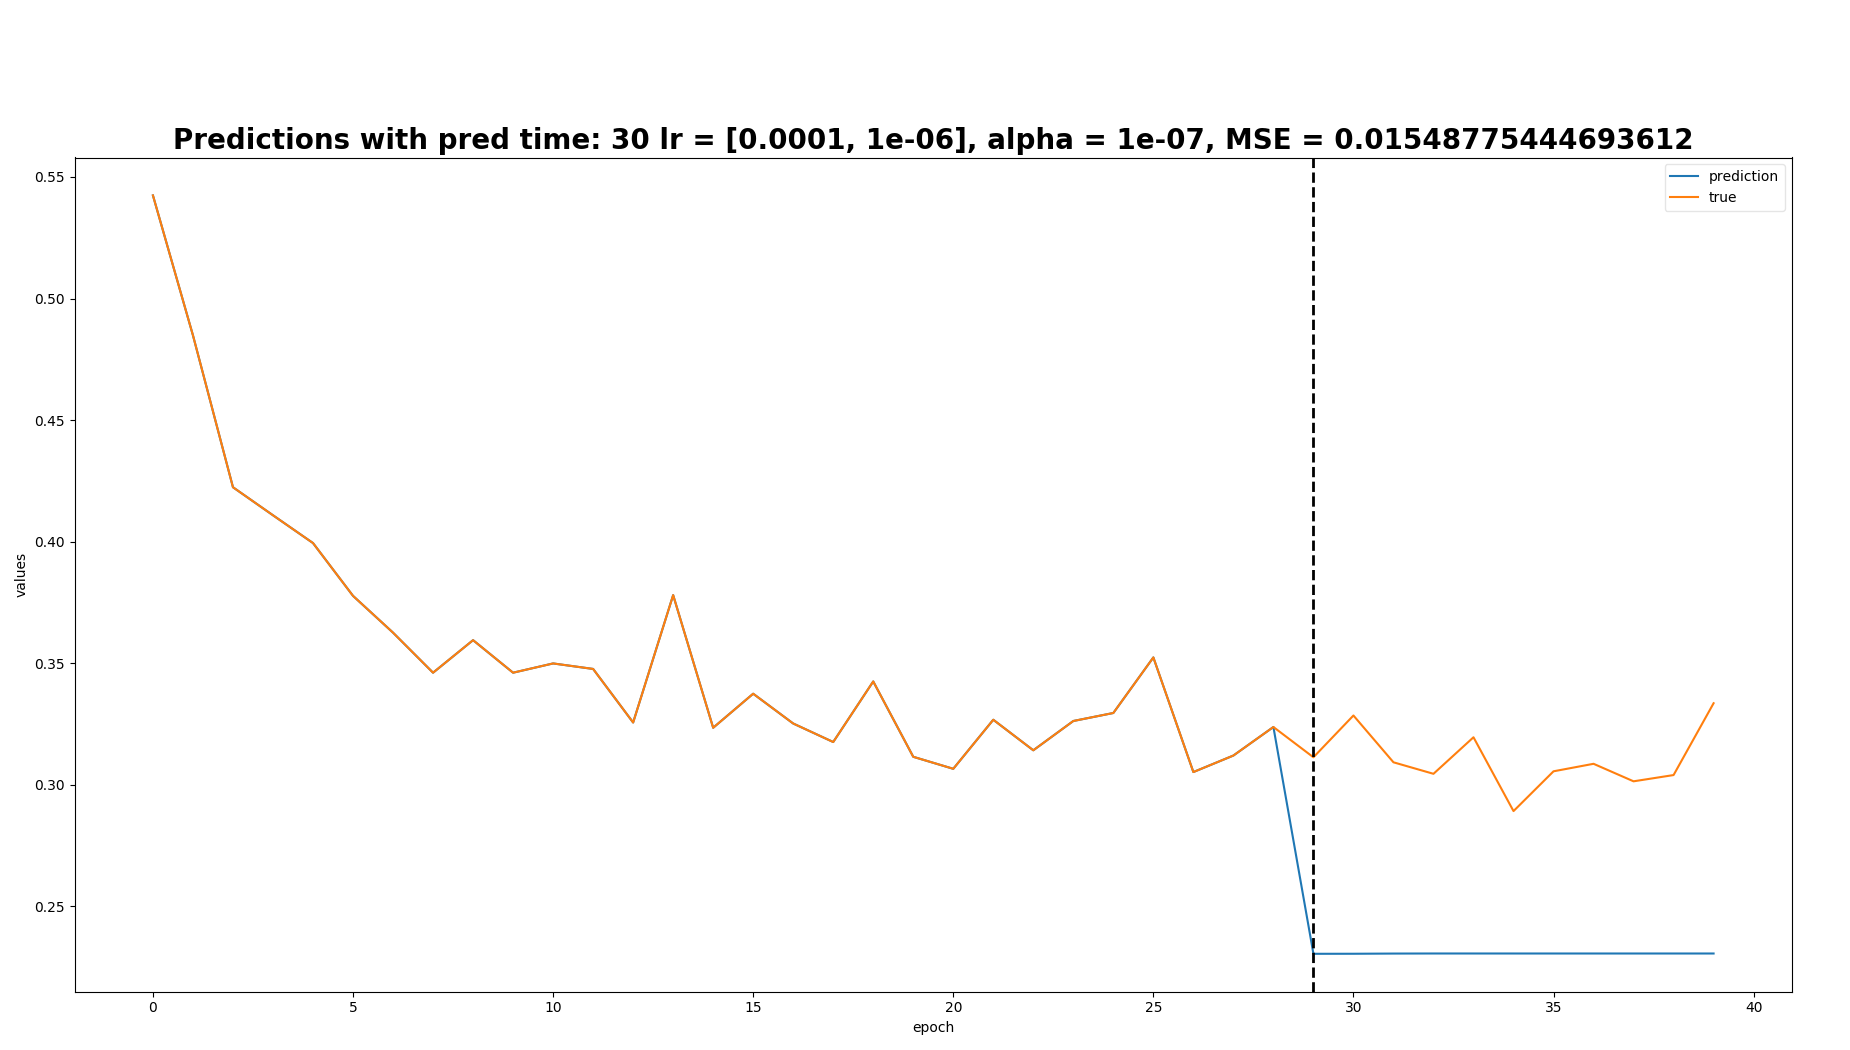 Predictions with pred time: 30 lr = [0.0001, 1e-06], alpha = 1e-07, MSE = 0.01548775444693612
prediction
true
0.55
0.50
0.45
0.40
0.35
0.30
0.25
values
0 5 10 15 20 25 30 35 40
epoch